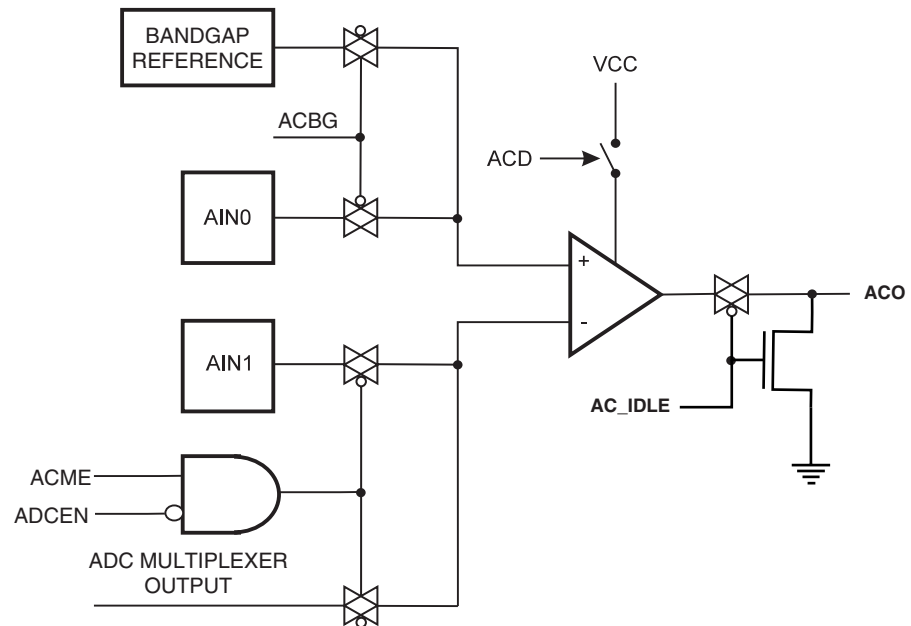 BANDGAP
REFERENCE
ACBG
VCC
ACD
AIN0
+
-
ACO
AIN1
AC_IDLE
ACME
ADCEN
ADC MULTIPLEXER
OUTPUT